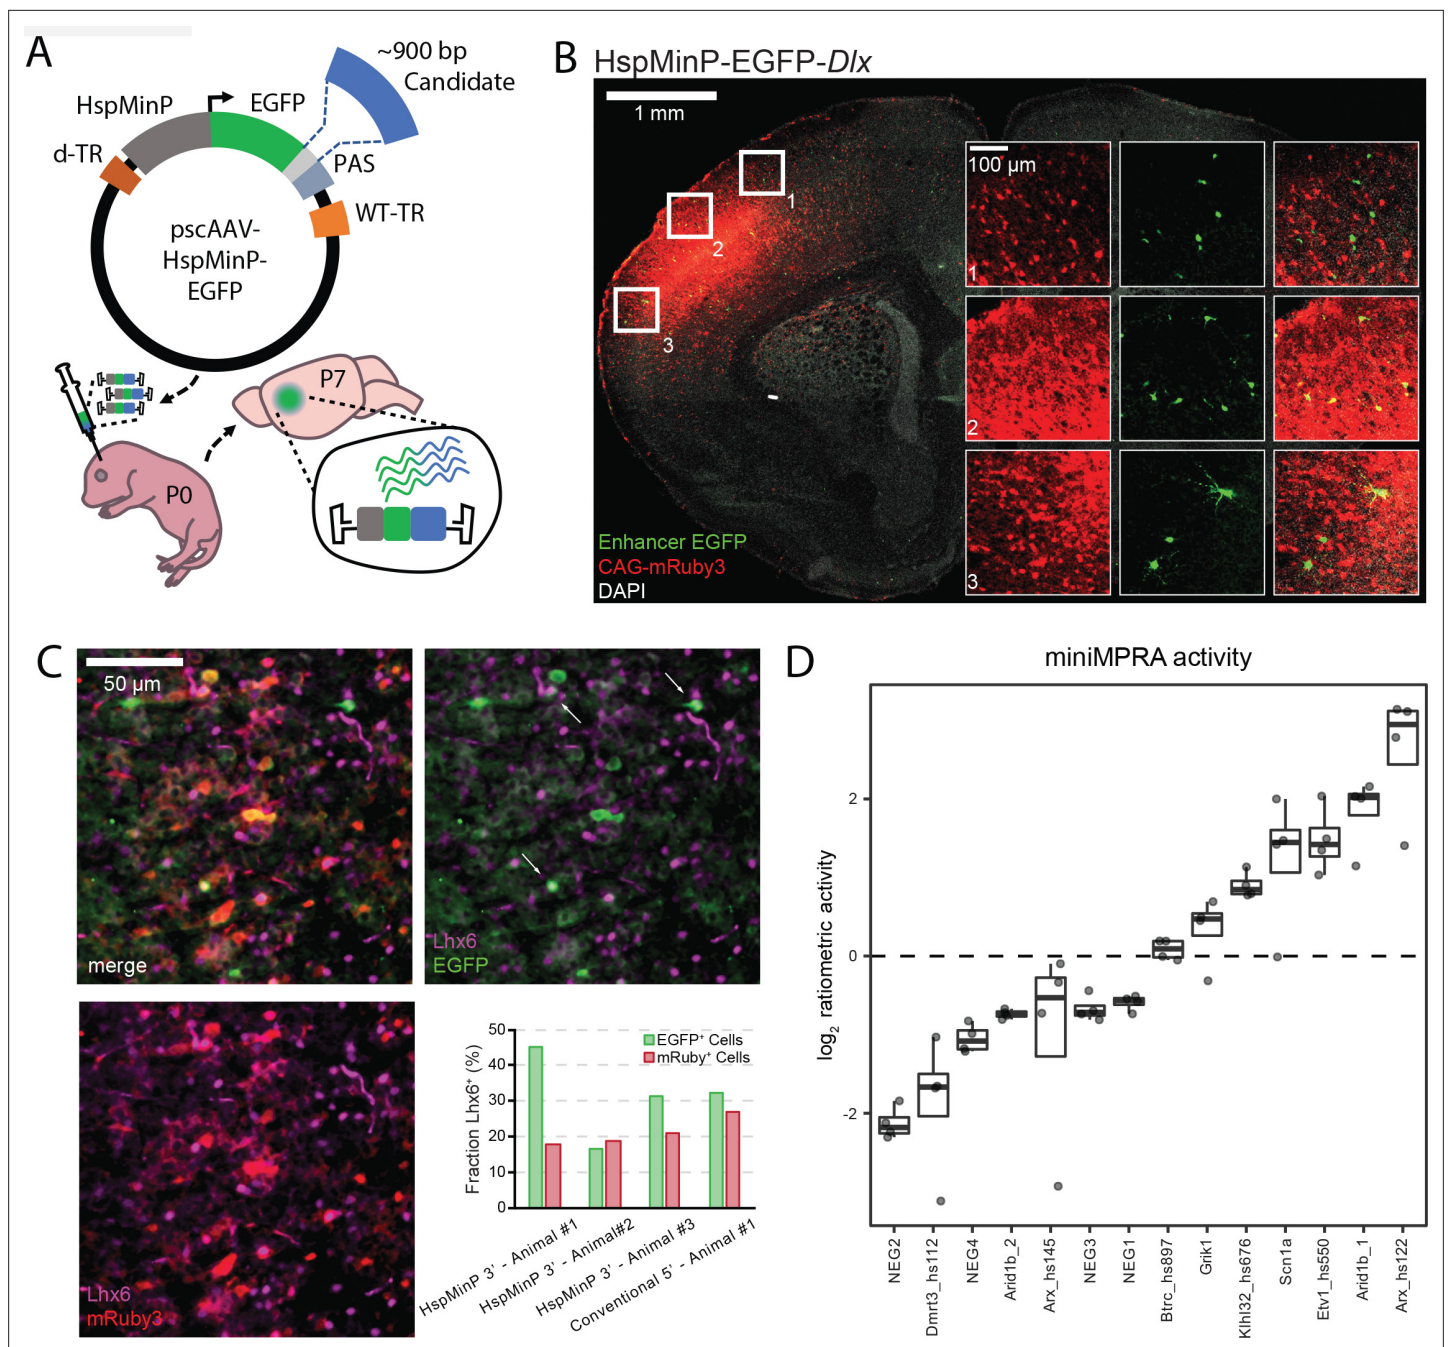 A
~900 bp
Candidate
HspMinP
EGFP
d-TR
PAS
WT-TR
pscAAV-
HspMinP-
EGFP
P7
P0
B HspMinP-EGFP-Dlx
1 mm
1
2
3
100 µm
1
2
3
Enhancer EGFP
CAG-mRuby3
DAPI
C
50 µm
merge
Lhx6
EGFP
Lhx6
mRuby3
Fraction Lhx6+ (%)
50
40
30
20
10
0
EGFP+ Cells
mRuby+ Cells
HspMinP 3' - Animal #1
HspMinP 3' - Animal#2
HspMinP 3' - Animal #3
Conventional 5' - Animal #1
D
miniMPRA activity
log2 ratiometric activity
2
0
-2
NEG2
Dmrt3_hs1112
NEG4
Arid1b_2
Arx_hs145
NEG3
NEG1
Btrc_hs897
Grik1
Klhl32_hs676
Scn1a
Etv1_hs550
Arid1b_1
Arx_hs122